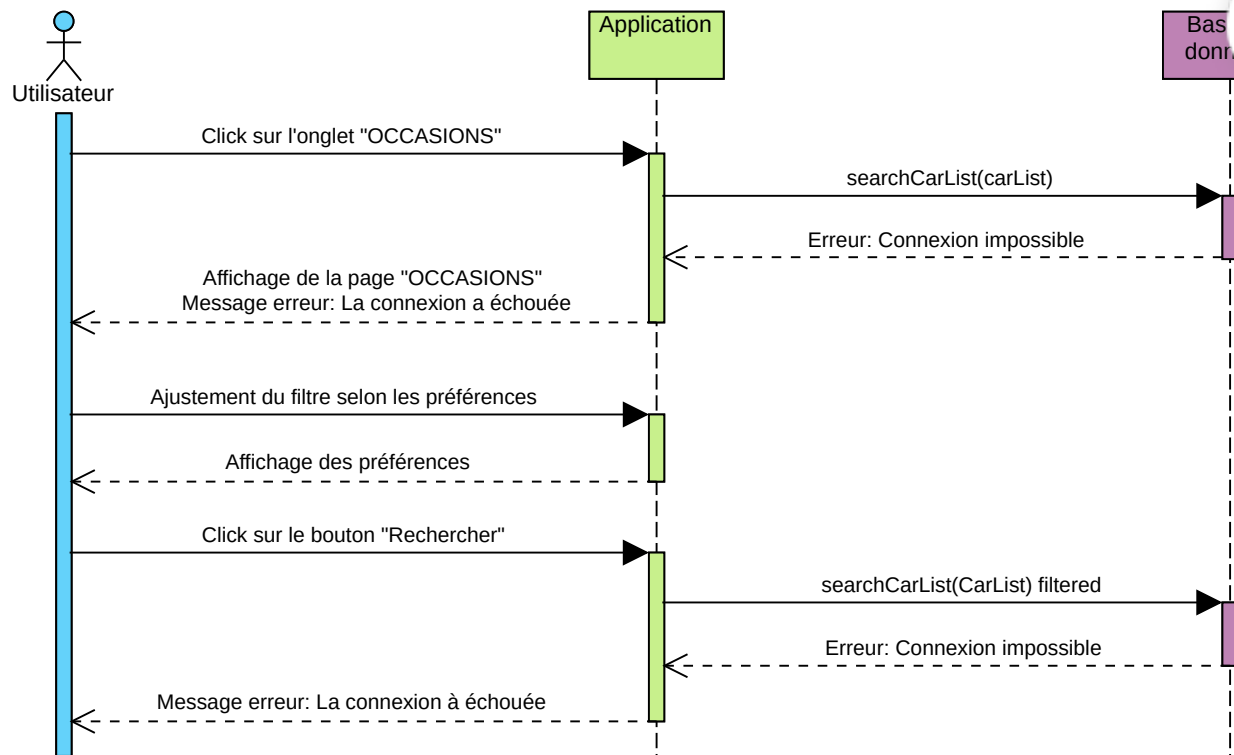 Application
Bas
donn
Utilisateur
Click sur l'onglet "OCCASIONS"
searchCarList(carList)
Erreur: Connexion impossible
Affichage de la page "OCCASIONS"
Message erreur: La connexion a échouée
Ajustement du filtre selon les préférences
Affichage des préférences
Click sur le bouton "Rechercher"
searchCarList(CarList) filtered
Erreur: Connexion impossible
Message erreur: La connexion à échouée